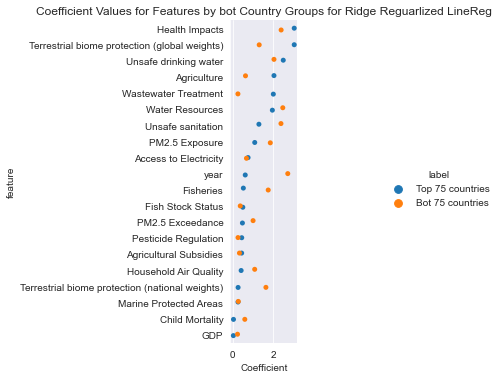 Coefficient Values for Features by bot Country Groups for Ridge Reguarlized LineReg
Health Impacts
Terrestrial biome protection (global weights)
Unsafe drinking water
Agriculture
Wastewater Treatment
Water Resources
Unsafe sanitation
PM2.5 Exposure
Access to Electricity
year
Fisheries
Fish Stock Status
PM2.5 Exceedance
Pesticide Regulation
Agricultural Subsidies
Household Air Quality
Terrestrial biome protection (national weights)
Marine Protected Areas
Child Mortality
GDP
feature
0 2
Coefficient
label
Top 75 countries
Bot 75 countries